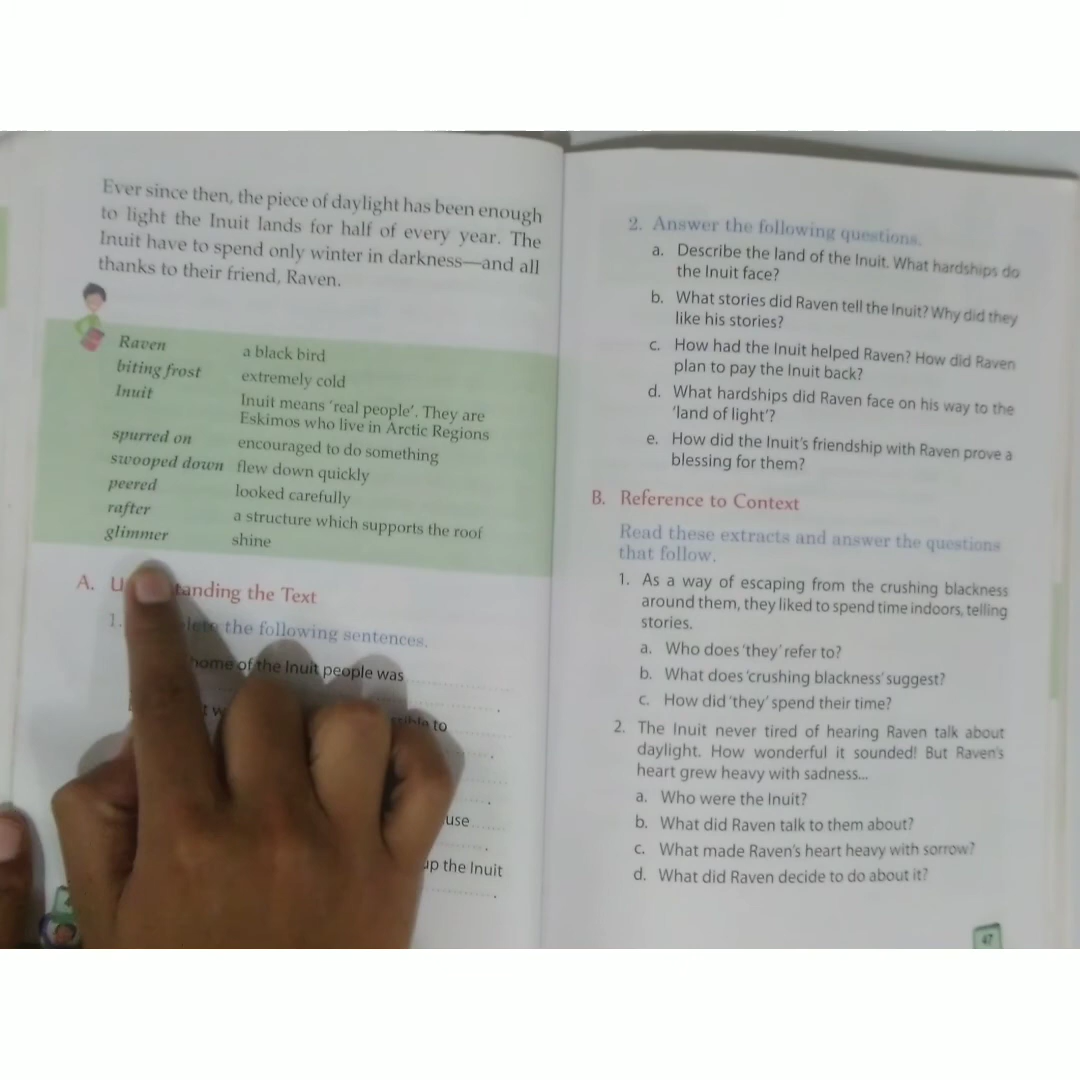 Ever since then, the piece of daylight has been enough
to light the Inuit lands for half of every year. The
Inuit have to spend only winter in darkness—and all
thanks to their friend, Raven.
Raven a black bird
biting frost extremely cold
Inuit Inuit means 'real people'. They are
Eskimos who live in Arctic Regions
spurred on encouraged to do something
swooped down flew down quickly
peered looked carefully
rafter a structure which supports the roof
glimmer shine
A. U tanding the Text
1. lete the following sentences.
home of the Inuit people was
to
use
up the Inuit
2. Answer the following questions.
a. Describe the land of the Inuit. What hardships do
the Inuit face?
b. What stories did Raven tell the Inuit? Why did they
like his stories?
c. How had the Inuit helped Raven? How did Raven
plan to pay the Inuit back?
d. What hardships did Raven face on his way to the
'land of light'?
e. How did the Inuit's friendship with Raven prove a
blessing for them?
B. Reference to Context
Read these extracts and answer the questions
that follow.
1. As a way of escaping from the crushing blackness
around them, they liked to spend time indoors, telling
stories.
a. Who does 'they' refer to?
b. What does 'crushing blackness' suggest?
c. How did 'they' spend their time?
2. The Inuit never tired of hearing Raven talk about
daylight. How wonderful it sounded! But Raven's
heart grew heavy with sadness...
a. Who were the Inuit?
b. What did Raven talk to them about?
c. What made Raven's heart heavy with sorrow?
d. What did Raven decide to do about it?
47